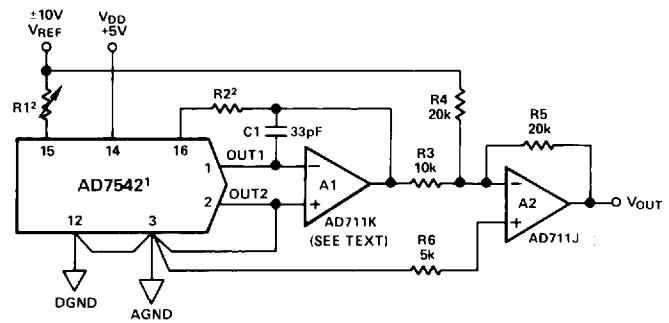 ±10V
VREF
VDD
+5V
R1²
R2²
C1
33pF
R4
20k
R5
20k
15
14
16
1
OUT1
AD7542¹
2
OUT2
12
3
−
A1
+
AD711K
(SEE TEXT)
R3
10k
−
A2
+
AD711J
VOUT
R6
5k
DGND
AGND